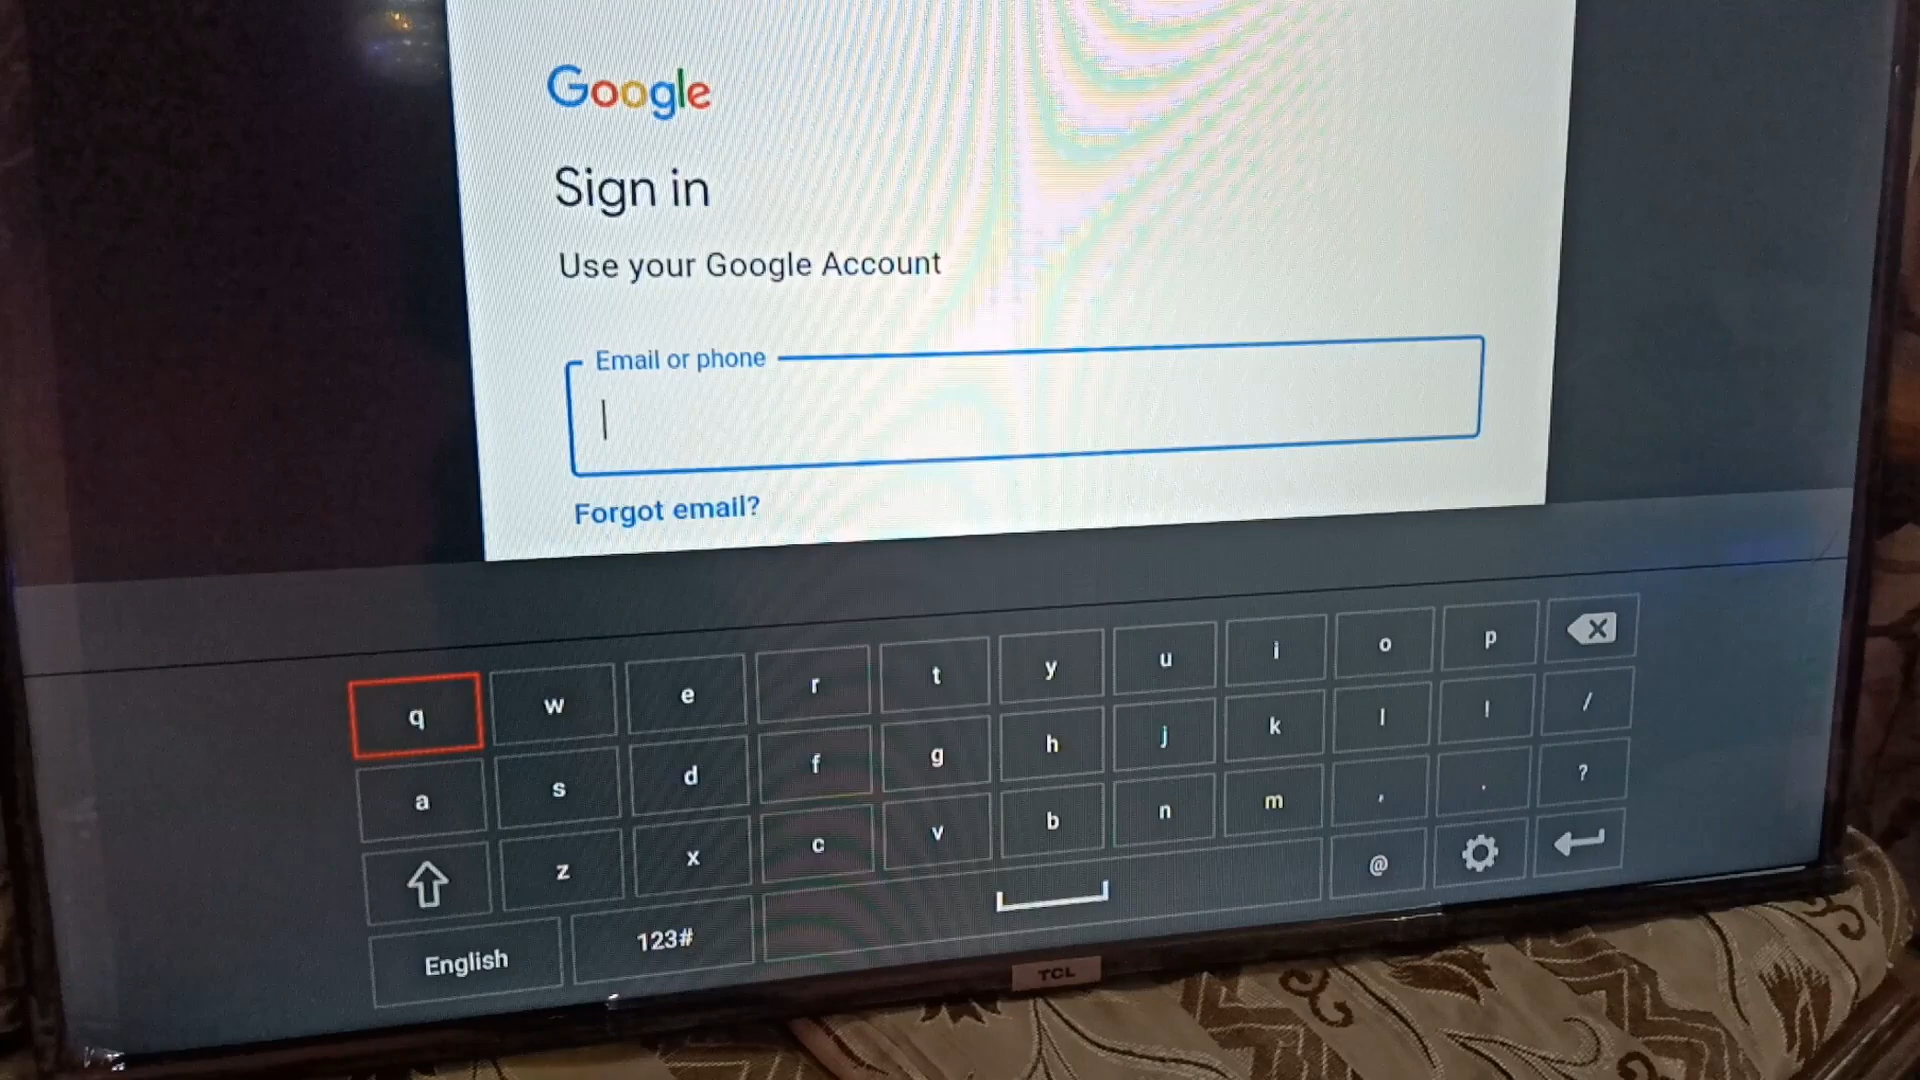 Google
Sign in
Use your Google Account
Email or phone
Forgot email?
q w e r t y u i o p
a s d f g h j k l ! /
z x c v b n m , . ?
English 123# @
TCL